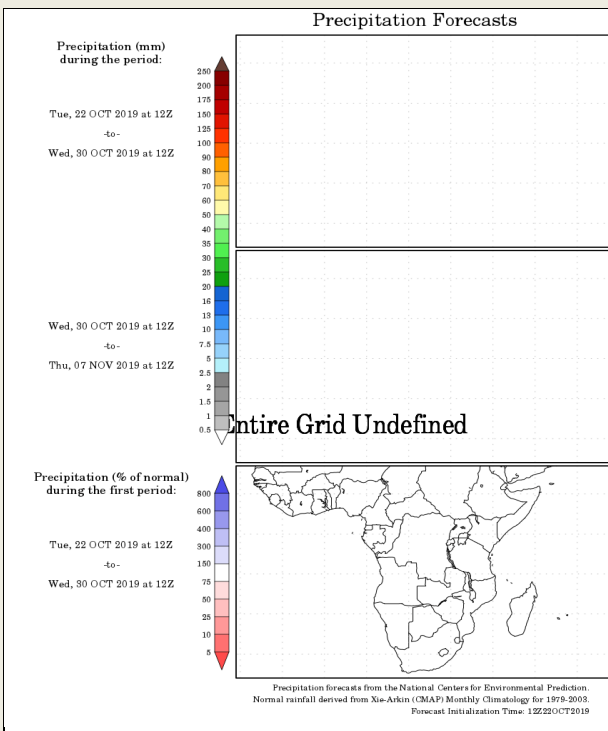 Precipitation Forecasts
Precipitation (mm)
during the period:
Tue, 22 OCT 2019 at 12Z
-to-
Wed, 30 OCT 2019 at 12Z
250
200
175
150
125
100
90
80
70
60
50
40
35
30
25
20
16
13
10
7.5
5
2.5
2
1.5
1
0.5
Wed, 30 OCT 2019 at 12Z
-to-
Thu, 07 NOV 2019 at 12Z
Entire Grid Undefined
Precipitation (% of normal)
during the first period:
Tue, 22 OCT 2019 at 12Z
-to-
Wed, 30 OCT 2019 at 12Z
800
600
400
300
150
75
50
25
10
5
Precipitation forecasts from the National Centers for Environmental Prediction.
Normal rainfall derived from Xie-Arkin (CMAP) Monthly Climatology for 1979-2003.
Forecast Initialization Time: 12Z22OCT2019